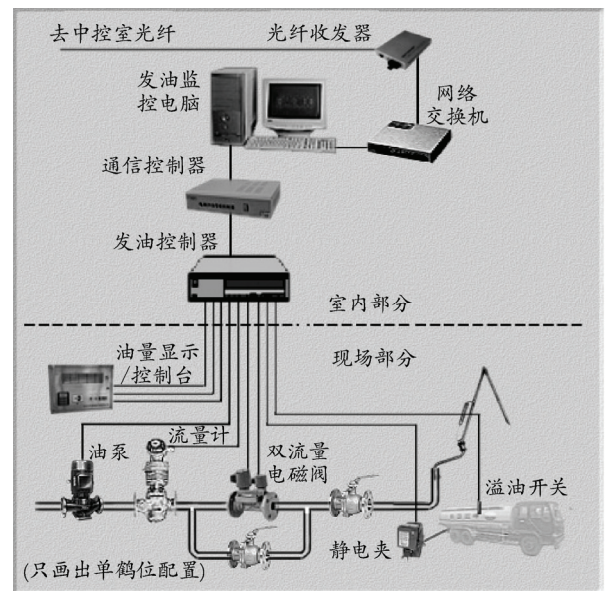 去中控室光纤
光纤收发器
发油监
控电脑
网络
交换机
通信控制器
发油控制器
室内部分
油量显示
/控制台
现场部分
油泵
流量计
双流量
电磁阀
溢油开关
静电夹
(只画出单鹤位配置)